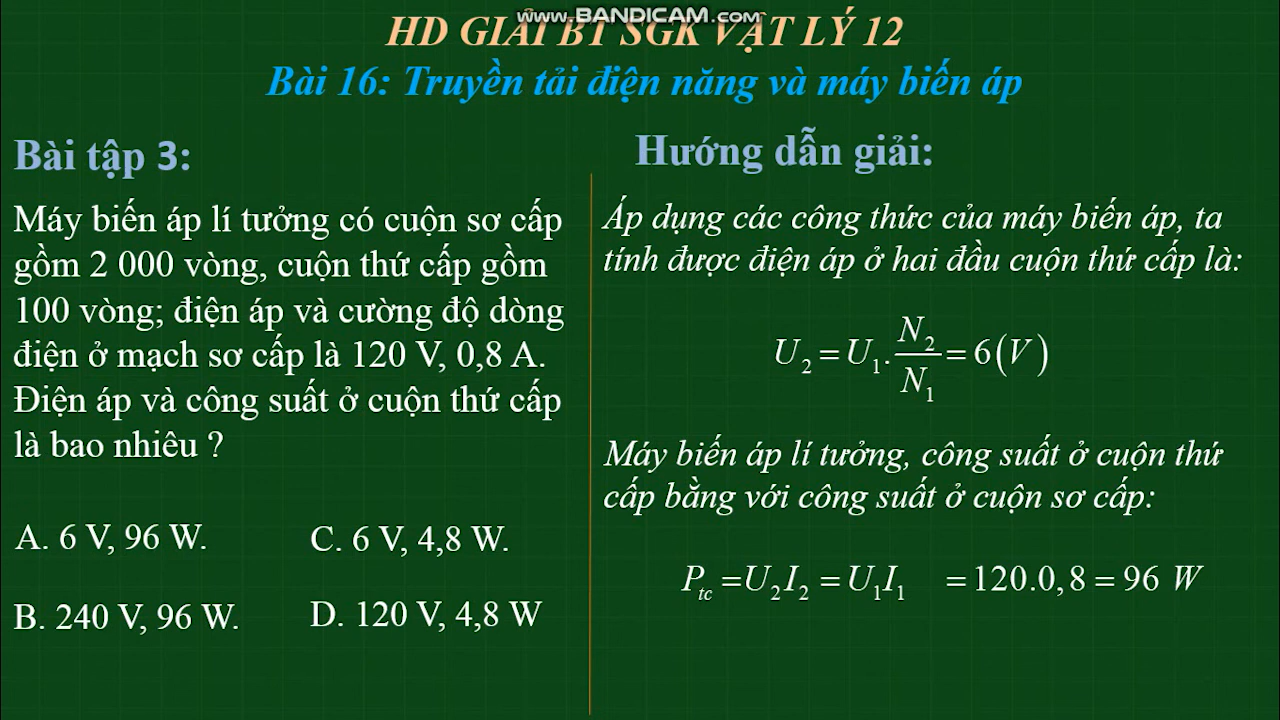 www.BANDICAM.com
HD GIẢI BT SGK VẬT LÝ 12
Bài 16: Truyền tải điện năng và máy biến áp
Bài tập 3:
Máy biến áp lí tưởng có cuộn sơ cấp
gồm 2 000 vòng, cuộn thứ cấp gồm
100 vòng; điện áp và cường độ dòng
điện ở mạch sơ cấp là 120 V, 0,8 A.
Điện áp và công suất ở cuộn thứ cấp
là bao nhiêu ?
A. 6 V, 96 W.
C. 6 V, 4,8 W.
B. 240 V, 96 W.
D. 120 V, 4,8 W
Hướng dẫn giải:
Áp dụng các công thức của máy biến áp, ta
tính được điện áp ở hai đầu cuộn thứ cấp là:
U₂ = U₁. N₂/N₁ = 6(V)
Máy biến áp lí tưởng, công suất ở cuộn thứ
cấp bằng với công suất ở cuộn sơ cấp:
P_tc = U₂I₂ = U₁I₁ = 120.0,8 = 96 W